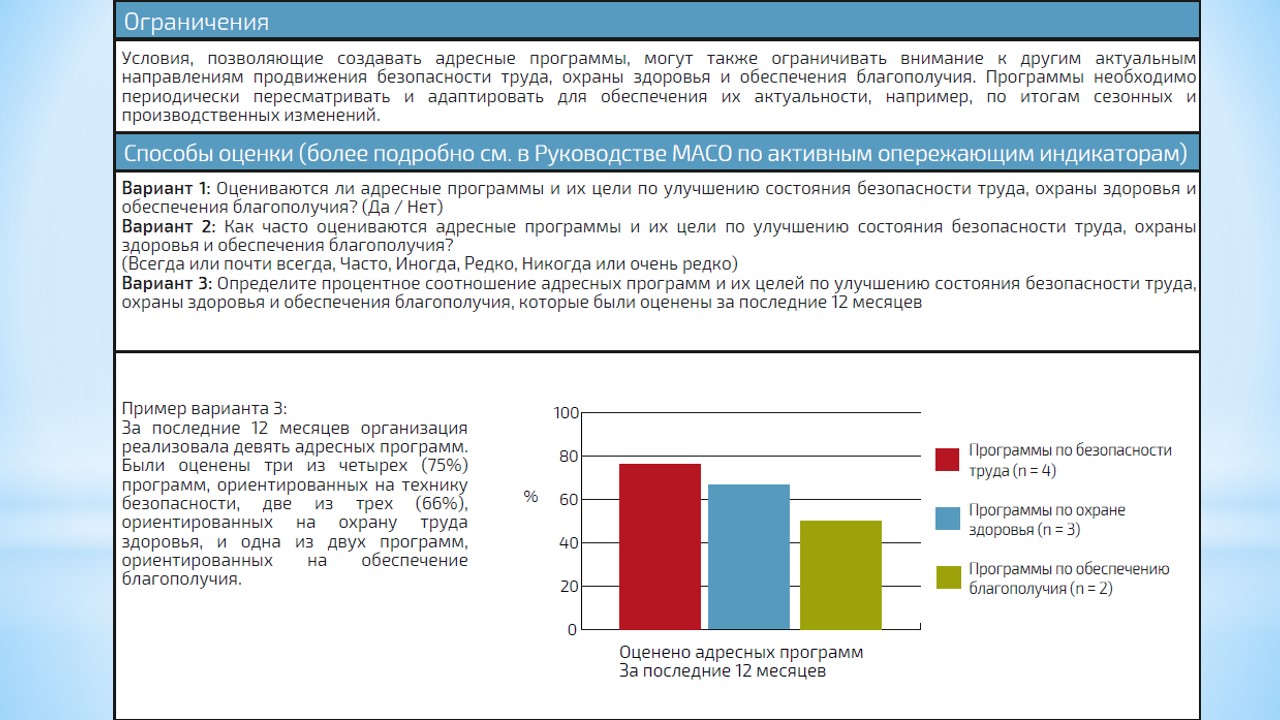 Ограничения
Условия, позволяющие создавать адресные программы, могут также ограничивать внимание к другим актуальным
направлениям продвижения безопасности труда, охраны здоровья и обеспечения благополучия. Программы необходимо
периодически пересматривать и адаптировать для обеспечения их актуальности, например, по итогам сезонных и
производственных изменений.
Способы оценки (более подробно см. в Руководстве МАСО по активным опережающим индикаторам)
Вариант 1: Оцениваются ли адресные программы и их цели по улучшению состояния безопасности труда, охраны здоровья и
обеспечения благополучия? (Да / Нет)
Вариант 2: Как часто оцениваются адресные программы и их цели по улучшению состояния безопасности труда, охраны
здоровья и обеспечения благополучия?
(Всегда или почти всегда, Часто, Иногда, Редко, Никогда или очень редко)
Вариант 3: Определите процентное соотношение адресных программ и их целей по улучшению состояния безопасности труда,
охраны здоровья и обеспечения благополучия, которые были оценены за последние 12 месяцев
Пример варианта 3:
За последние 12 месяцев организация
реализовала девять адресных программ.
Были оценены три из четырех (75%)
программ, ориентированных на технику
безопасности, две из трех (66%),
ориентированных на охрану труда
здоровья, и одна из двух программ,
ориентированных на обеспечение
благополучия.
100
80
%
60
40
20
0
Оценено адресных программ
За последние 12 месяцев
Программы по безопасности
труда (n = 4)
Программы по охране
здоровья (n = 3)
Программы по обеспечению
благополучия (n = 2)